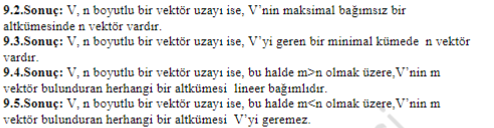 9.2.Sonuç: V, n boyutlu bir vektör uzayı ise, V'nin maksimal bağımsız bir
altkümesinde n vektör vardır.
9.3.Sonuç: V, n boyutlu bir vektör uzayı ise, V'yi geren bir minimal kümede n vektör
vardır.
9.4.Sonuç: V, n boyutlu bir vektör uzayı ise, bu halde m>n olmak üzere,V'nin m
vektör bulunduran herhangi bir altkümesi lineer bağımlıdır.
9.5.Sonuç: V, n boyutlu bir vektör uzayı ise, bu halde m<n olmak üzere,V'nin m
vektör bulunduran herhangi bir altkümesi V'yi geremez.